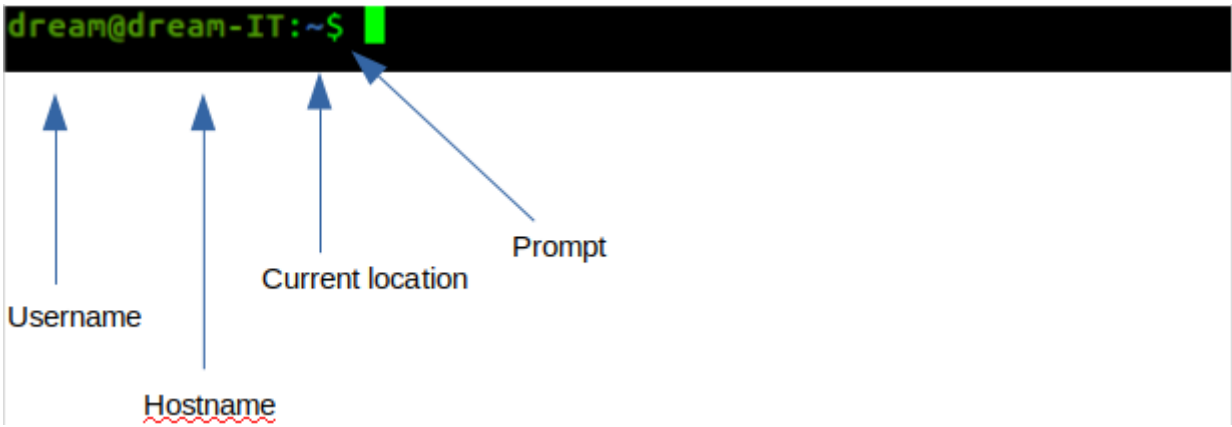 dream@dream-IT:~$
Prompt
Current location
Username
Hostname